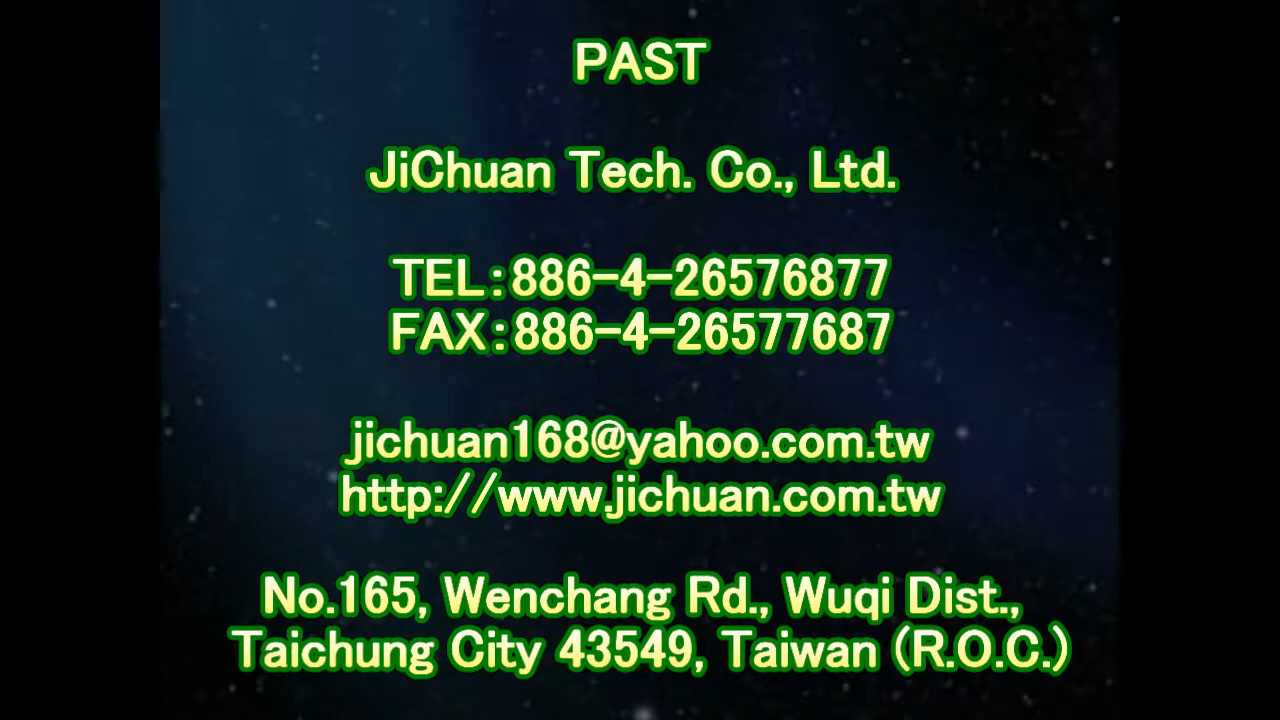 PAST
JiChuan Tech. Co., Ltd.
TEL:886-4-26576877
FAX:886-4-26577687
jichuan168@yahoo.com.tw
http://www.jichuan.com.tw
No.165, Wenchang Rd., Wuqi Dist.,
Taichung City 43549, Taiwan (R.O.C.)